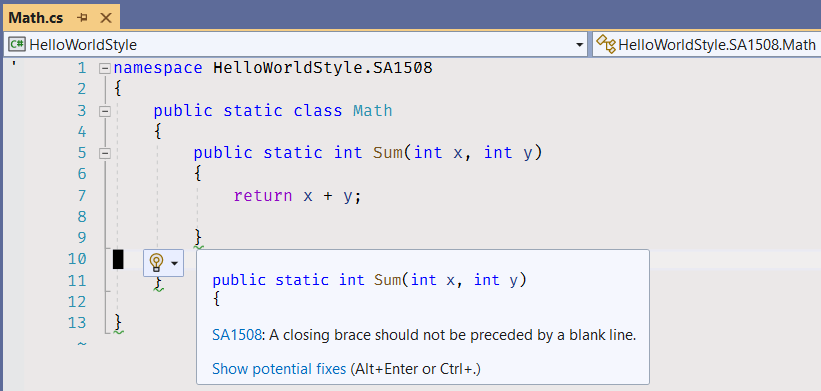 Math.cs
HelloWorldStyle HelloWorldStyle.SA1508.Math
1 namespace HelloWorldStyle.SA1508
2 {
3 public static class Math
4 {
5 public static int Sum(int x, int y)
6 {
7 return x + y;
8
9 }
10
11 }
12
13 }
~
public static int Sum(int x, int y)
{
SA1508: A closing brace should not be preceded by a blank line.
Show potential fixes (Alt+Enter or Ctrl+.)